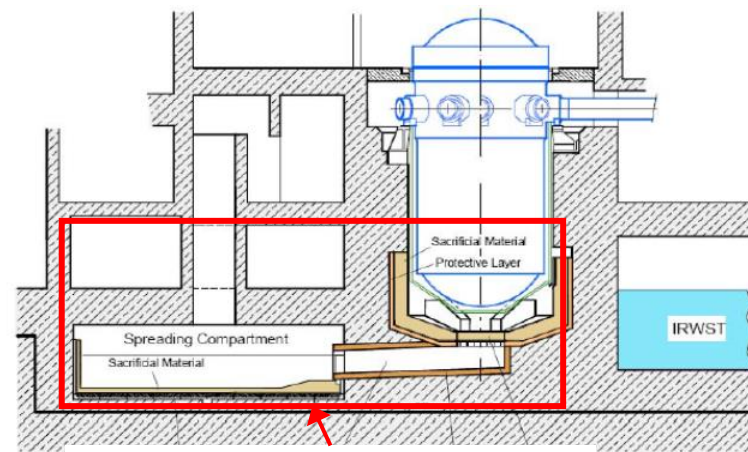 Sacrificial Material
Protective Layer
Spreading Compartment
Sacrificial Material
IRWST